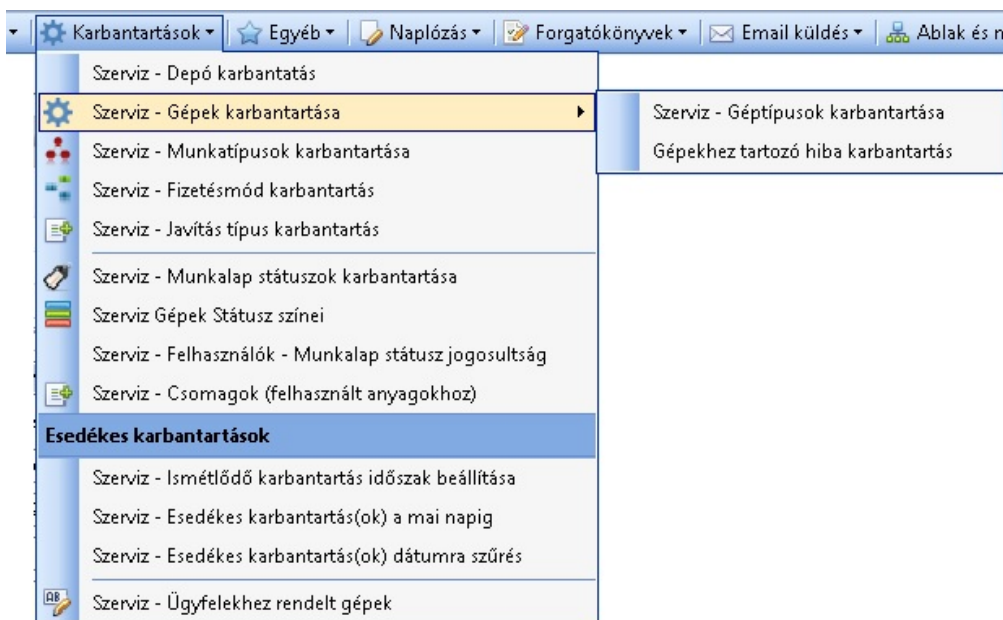 Karbantartások Egyéb Naplózás Forgatókönyvek Email küldés Ablak és
Szerviz - Depó karbantatás
Szerviz - Gépek karbantartása
Szerviz - Géptípusok karbantartása
Szerviz - Munkatípusok karbantartása
Gépekhez tartozó hiba karbantartás
Szerviz - Fizetésmód karbantartás
Szerviz - Javítás típus karbantartás
Szerviz - Munkalap státuszok karbantartása
Szerviz Gépek Státusz színei
Szerviz - Felhasználók - Munkalap státusz jogosultság
Szerviz - Csomagok (felhasznált anyagokhoz)
Esedékes karbantartások
Szerviz - Ismétlődő karbantartás időszak beállítása
Szerviz - Esedékes karbantartás(ok) a mai napig
Szerviz - Esedékes karbantartás(ok) dátumra szűrés
Szerviz - Ügyfelekhez rendelt gépek